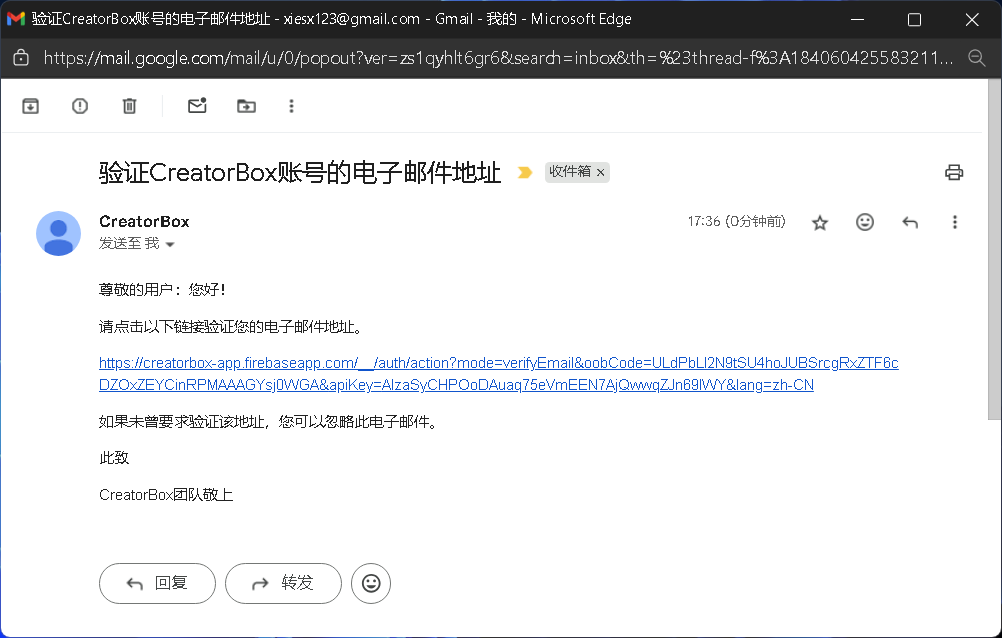 验证CreatorBox账号的电子邮件地址 - xiesx123@gmail.com - Gmail - 我的 - Microsoft Edge
https://mail.google.com/mail/u/0/popout?ver=zs1qyhlt6gr6&search=inbox&th=%23thread-f%3A184060425583211...
验证CreatorBox账号的电子邮件地址 收件箱 ×
CreatorBox 17:36 (0分钟前)
发送至 我
尊敬的用户：您好！
请点击以下链接验证您的电子邮件地址。
https://creatorbox-app.firebaseapp.com/__/auth/action?mode=verifyEmail&oobCode=ULdPbLI2N9tSU4hoJUBSrcgRxZTF6c
DZOxZEYCinRPMAAAGYsj0WGA&apiKey=AIzaSyCHPOoDAuaq75eVmEEN7AjQwwqZJn69IWY&lang=zh-CN
如果未曾要求验证该地址，您可以忽略此电子邮件。
此致
CreatorBox团队敬上
回复 转发